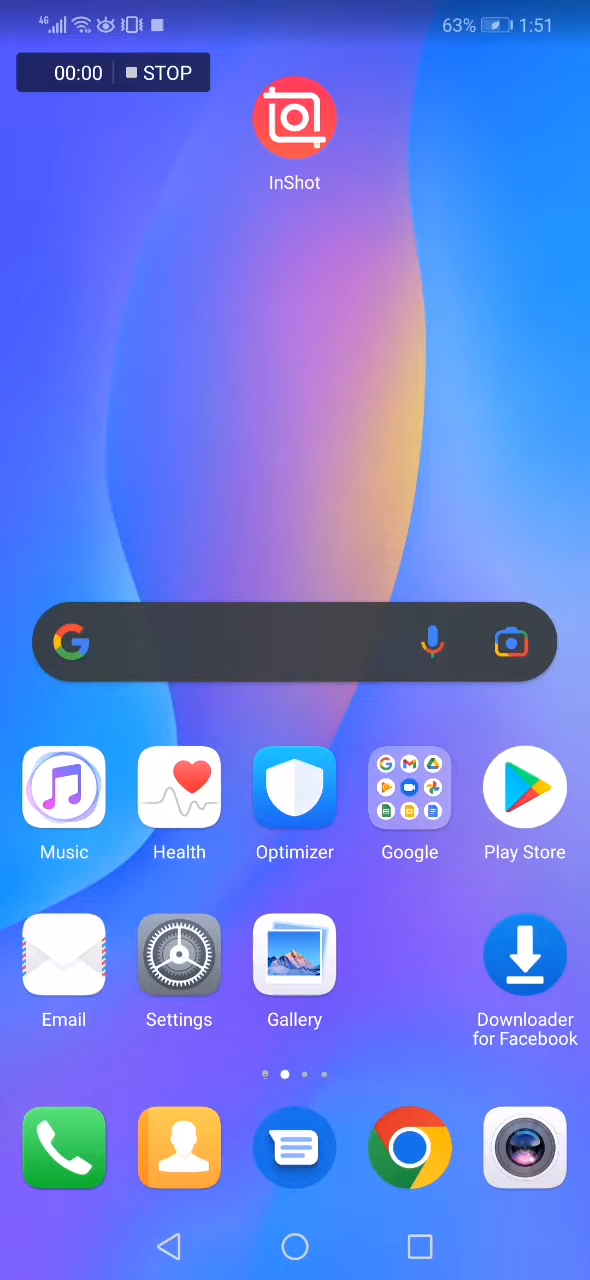 4G 63% 1:51
00:00 STOP
InShot
Music Health Optimizer Google Play Store
Email Settings Gallery Downloader
for Facebook